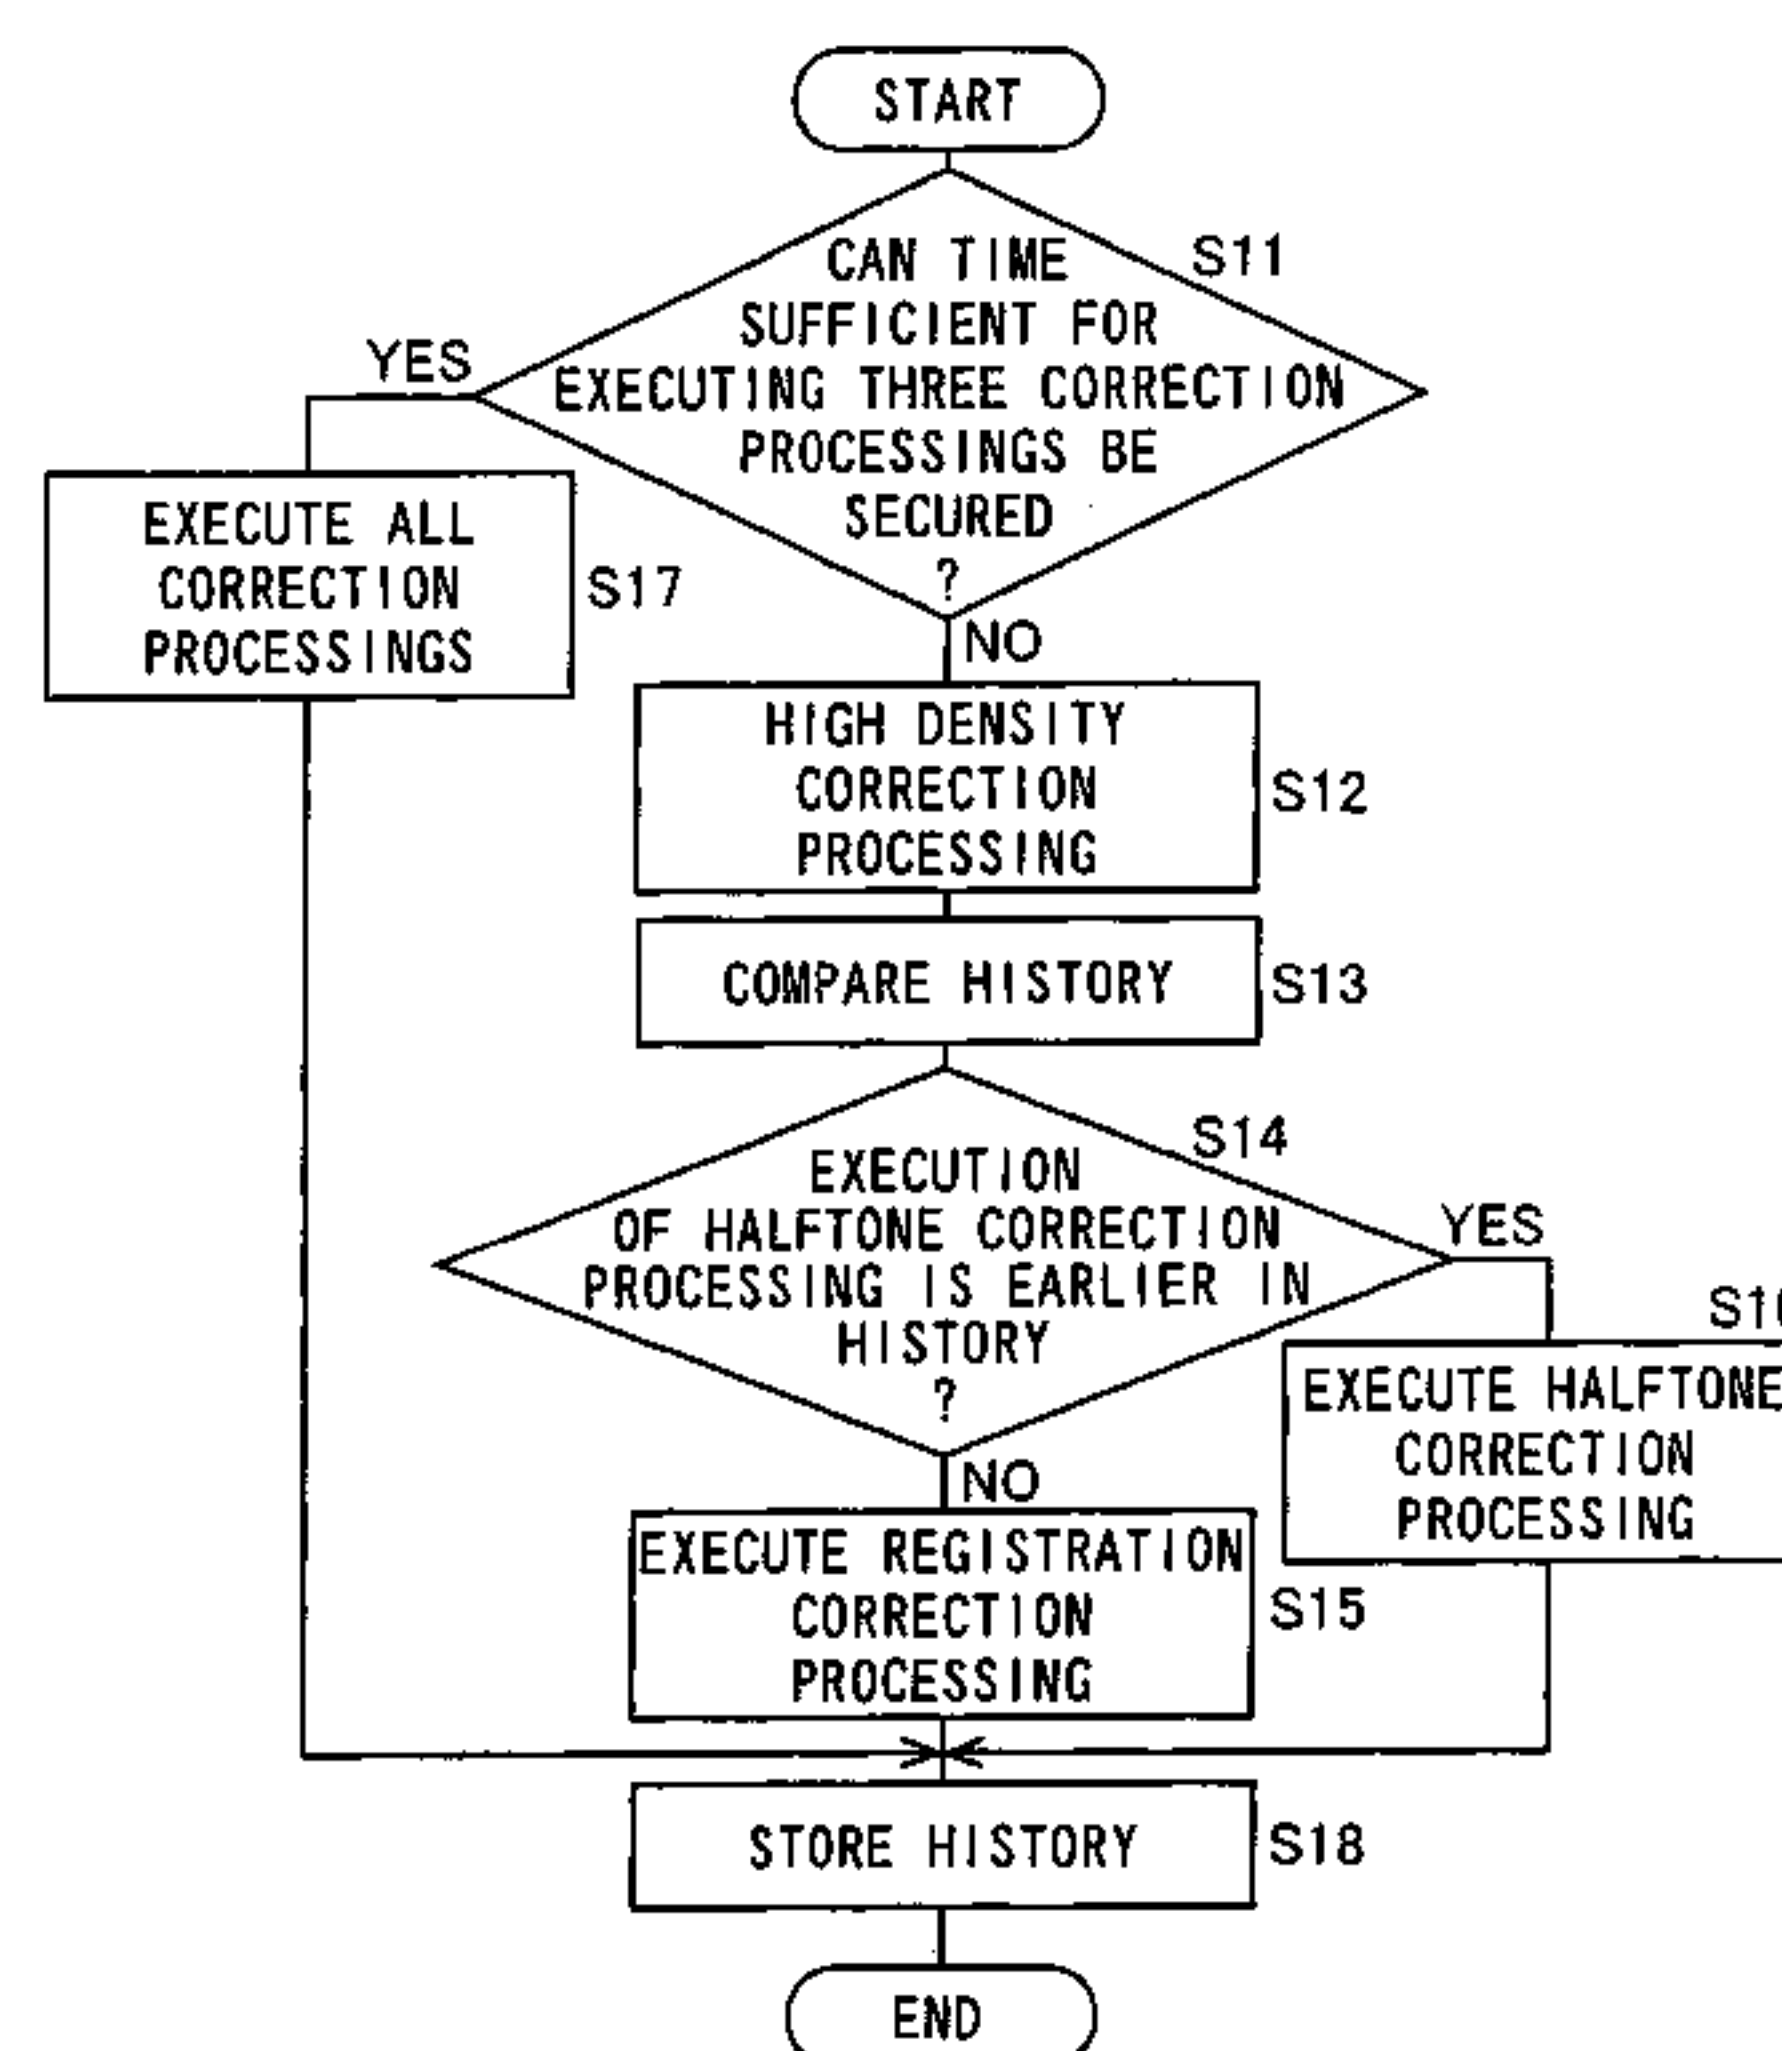 START
CAN TIME
SUFFICIENT FOR
EXECUTING THREE CORRECTION
PROCESSINGS BE
SECURED
?
S11
YES
EXECUTE ALL
CORRECTION
PROCESSINGS
S17
NO
HIGH DENSITY
CORRECTION
PROCESSING
S12
COMPARE HISTORY
S13
EXECUTION
OF HALFTONE CORRECTION
PROCESSING IS EARLIER IN
HISTORY
?
S14
YES
EXECUTE HALFTONE
CORRECTION
PROCESSING
NO
EXECUTE REGISTRATION
CORRECTION
PROCESSING
S15
STORE HISTORY
S18
END